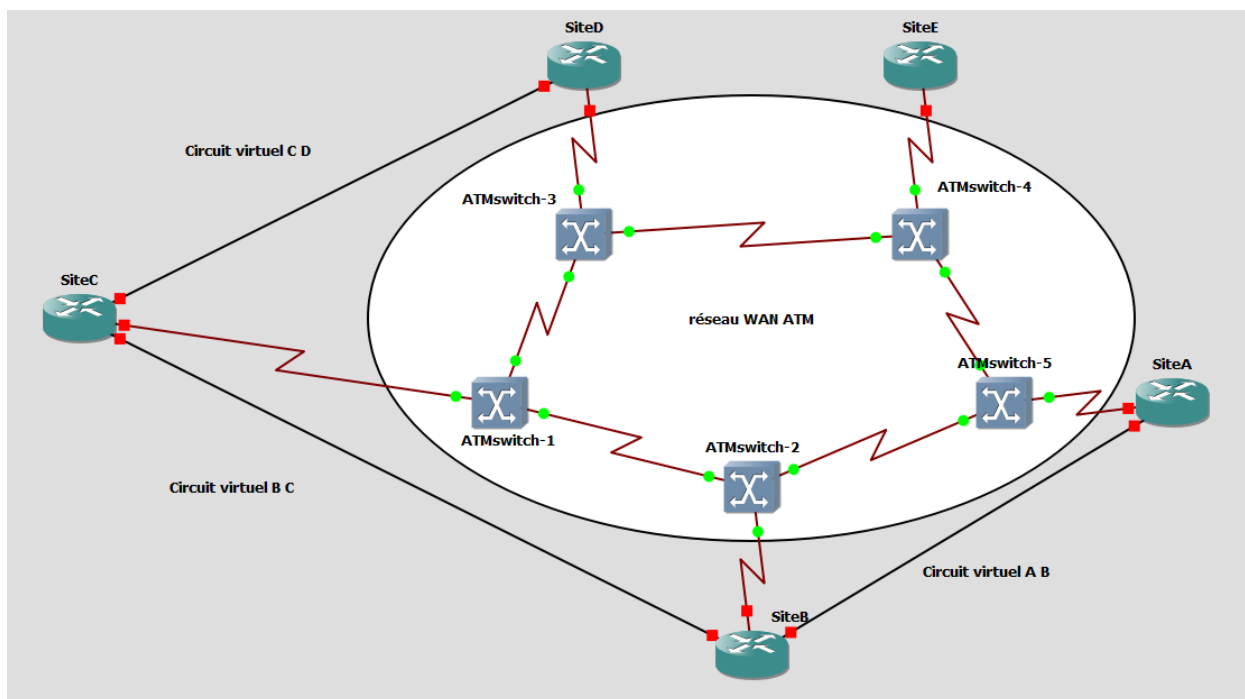 SiteD
SiteE
Circuit virtuel C D
ATMswitch-3
ATMswitch-4
SiteC
réseau WAN ATM
ATMswitch-5
SiteA
ATMswitch-1
ATMswitch-2
Circuit virtuel B C
Circuit virtuel A B
SiteB